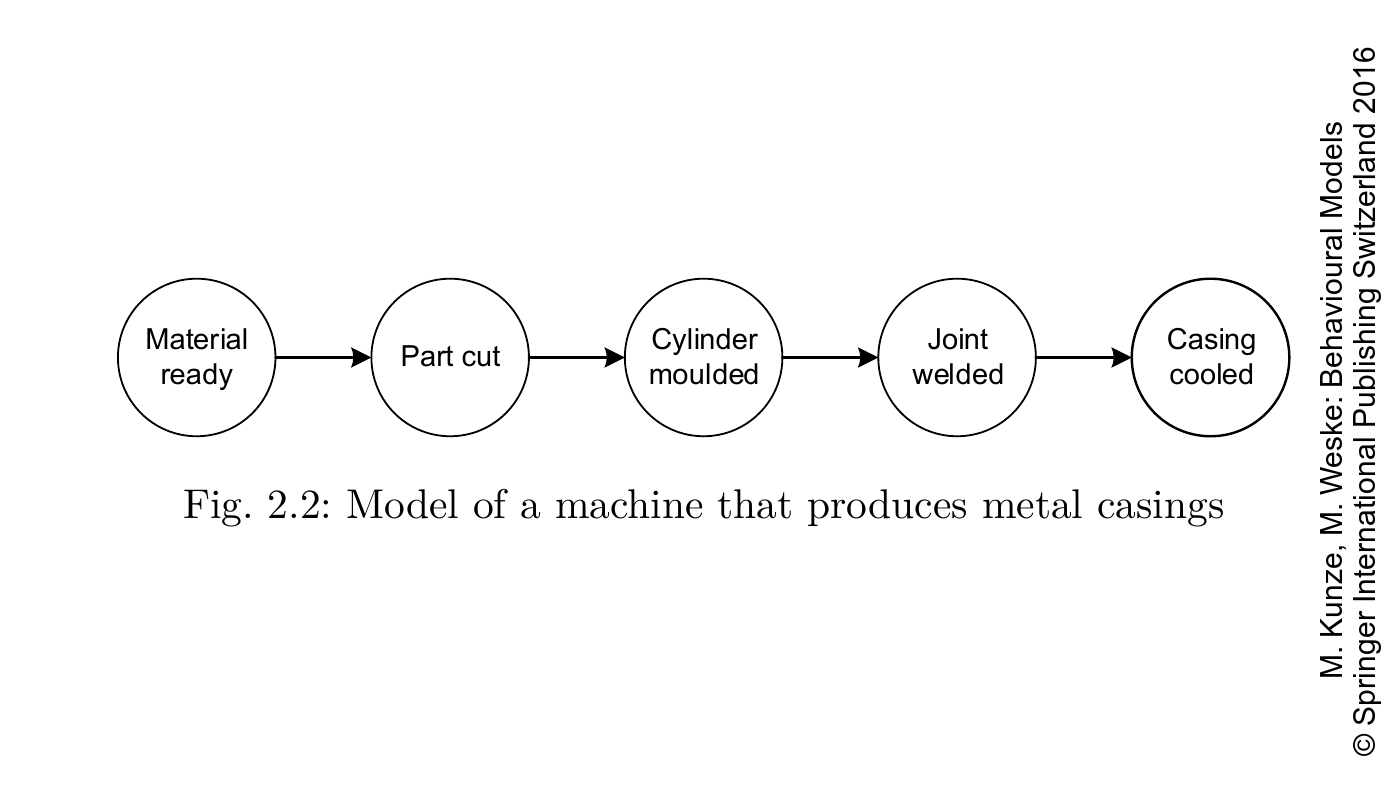 Material
ready
Part cut
Cylinder
moulded
Joint
welded
Casing
cooled
Fig. 2.2: Model of a machine that produces metal casings
M. Kunze, M. Weske: Behavioural Models
© Springer International Publishing Switzerland 2016